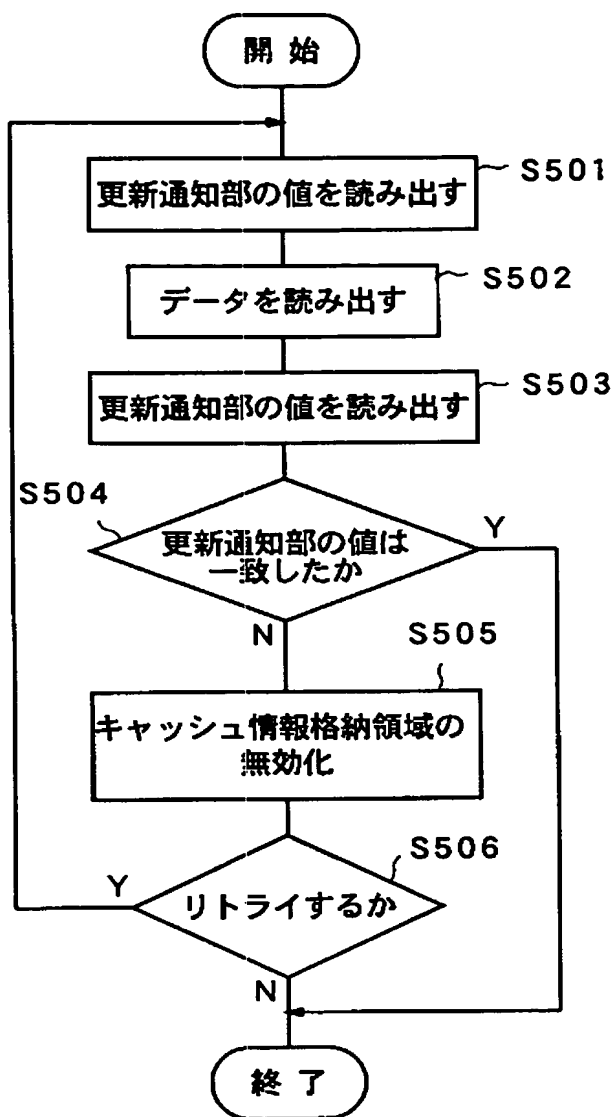 開始
更新通知部の値を読み出す
S501
データを読み出す
S502
更新通知部の値を読み出す
S503
S504
更新通知部の値は
一致したか
Y
N
S505
キャッシュ情報格納領域の
無効化
S506
Y
リトライするか
N
終了